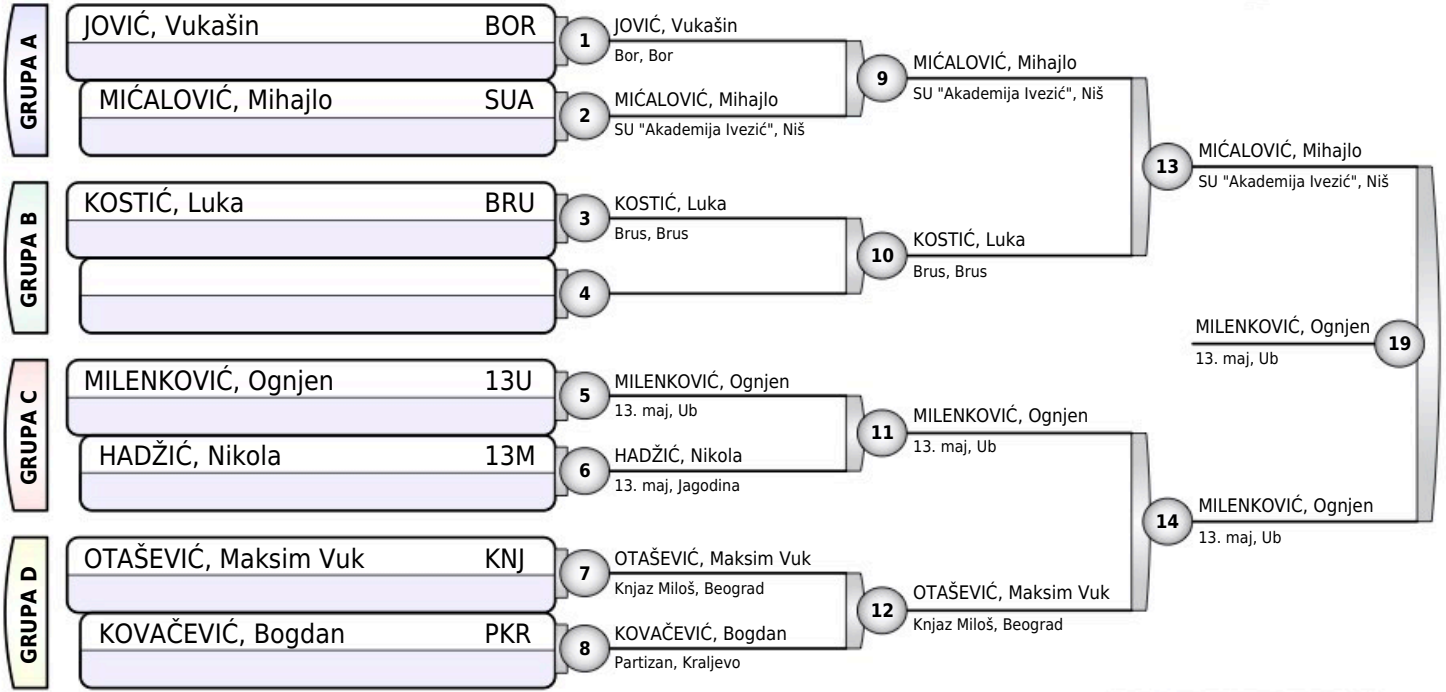 GRUPA A
JOVIĆ, Vukašin BOR
MIĆALOVIĆ, Mihajlo SUA
1
JOVIĆ, Vukašin
Bor, Bor
2
MIĆALOVIĆ, Mihajlo
SU "Akademija Ivezić", Niš
9
MIĆALOVIĆ, Mihajlo
SU "Akademija Ivezić", Niš
GRUPA B
KOSTIĆ, Luka BRU
3
KOSTIĆ, Luka
Brus, Brus
4
10
KOSTIĆ, Luka
Brus, Brus
13
MIĆALOVIĆ, Mihajlo
SU "Akademija Ivezić", Niš
GRUPA C
MILENKOVIĆ, Ognjen 13U
HADŽIĆ, Nikola 13M
5
MILENKOVIĆ, Ognjen
13. maj, Ub
6
HADŽIĆ, Nikola
13. maj, Jagodina
11
MILENKOVIĆ, Ognjen
13. maj, Ub
GRUPA D
OTAŠEVIĆ, Maksim Vuk KNJ
KOVAČEVIĆ, Bogdan PKR
7
OTAŠEVIĆ, Maksim Vuk
Knjaz Miloš, Beograd
8
KOVAČEVIĆ, Bogdan
Partizan, Kraljevo
12
OTAŠEVIĆ, Maksim Vuk
Knjaz Miloš, Beograd
14
MILENKOVIĆ, Ognjen
13. maj, Ub
MILENKOVIĆ, Ognjen
13. maj, Ub
19